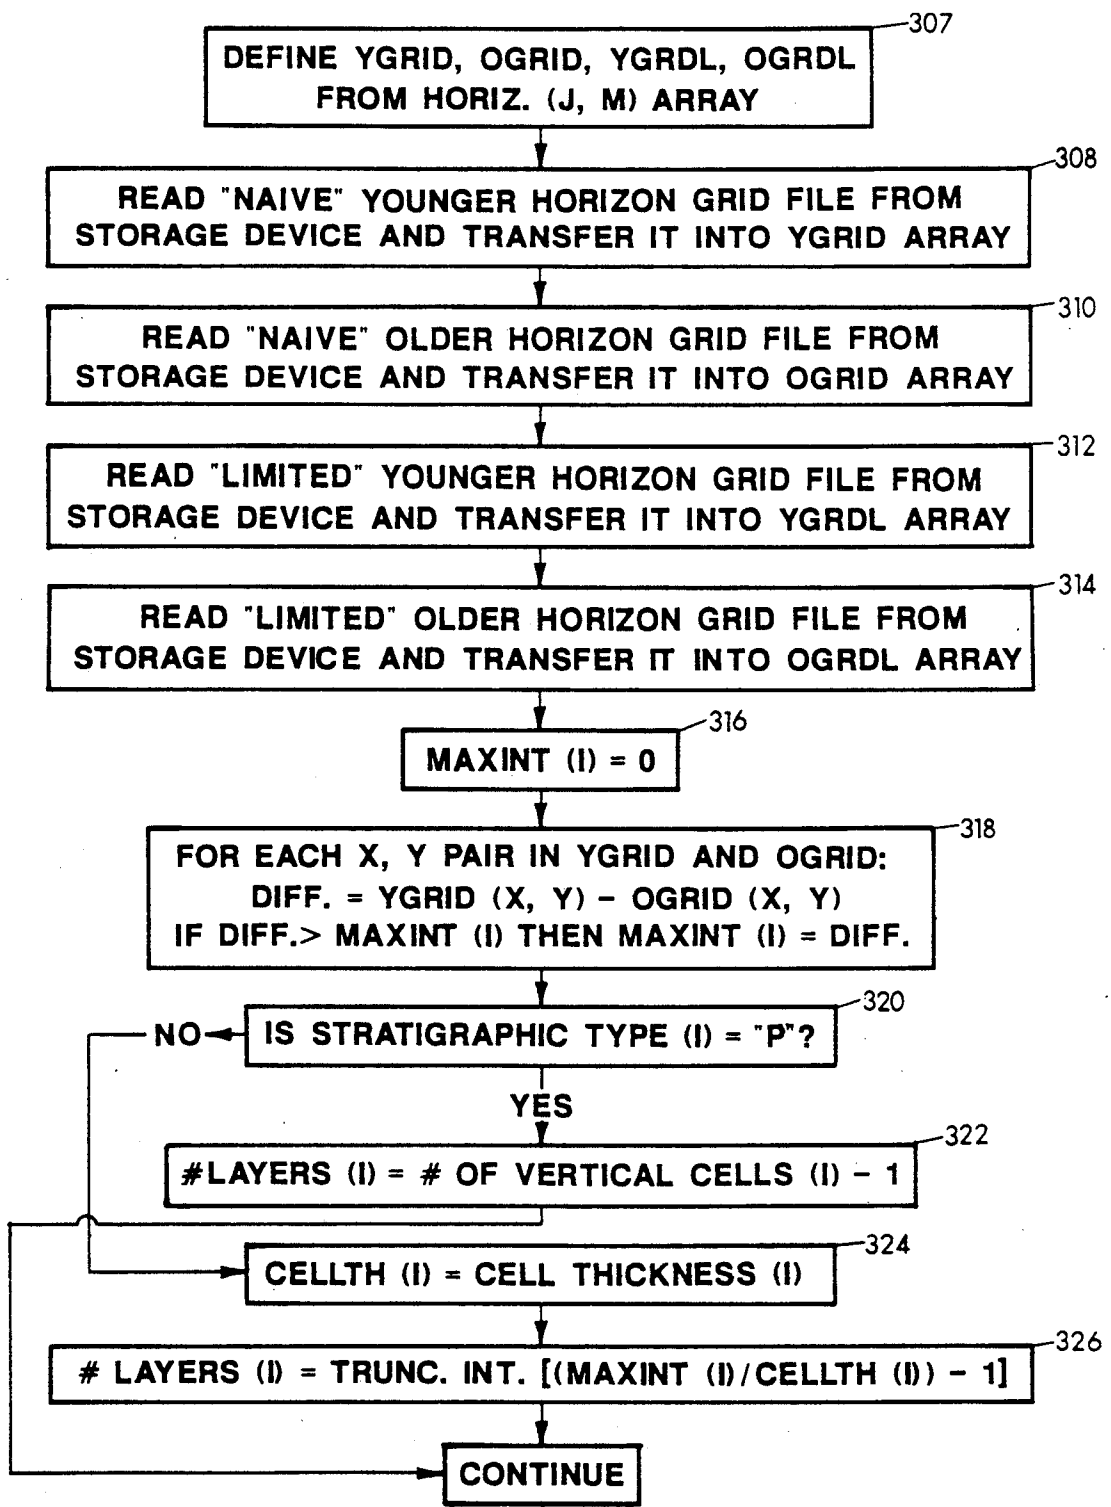 307
DEFINE YGRID, OGRID, YGRDL, OGRDL
FROM HORIZ. (J, M) ARRAY
308
READ "NAIVE" YOUNGER HORIZON GRID FILE FROM
STORAGE DEVICE AND TRANSFER IT INTO YGRID ARRAY
310
READ "NAIVE" OLDER HORIZON GRID FILE FROM
STORAGE DEVICE AND TRANSFER IT INTO OGRID ARRAY
312
READ "LIMITED" YOUNGER HORIZON GRID FILE FROM
STORAGE DEVICE AND TRANSFER IT INTO YGRDL ARRAY
314
READ "LIMITED" OLDER HORIZON GRID FILE FROM
STORAGE DEVICE AND TRANSFER IT INTO OGRDL ARRAY
316
MAXINT (I) = 0
318
FOR EACH X, Y PAIR IN YGRID AND OGRID:
DIFF. = YGRID (X, Y) - OGRID (X, Y)
IF DIFF.> MAXINT (I) THEN MAXINT (I) = DIFF.
320
NO
IS STRATIGRAPHIC TYPE (I) = "P"?
YES
322
#LAYERS (I) = # OF VERTICAL CELLS (I) - 1
324
CELLTH (I) = CELL THICKNESS (I)
326
# LAYERS (I) = TRUNC. INT. [(MAXINT (I)/CELLTH (I)) - 1]
CONTINUE